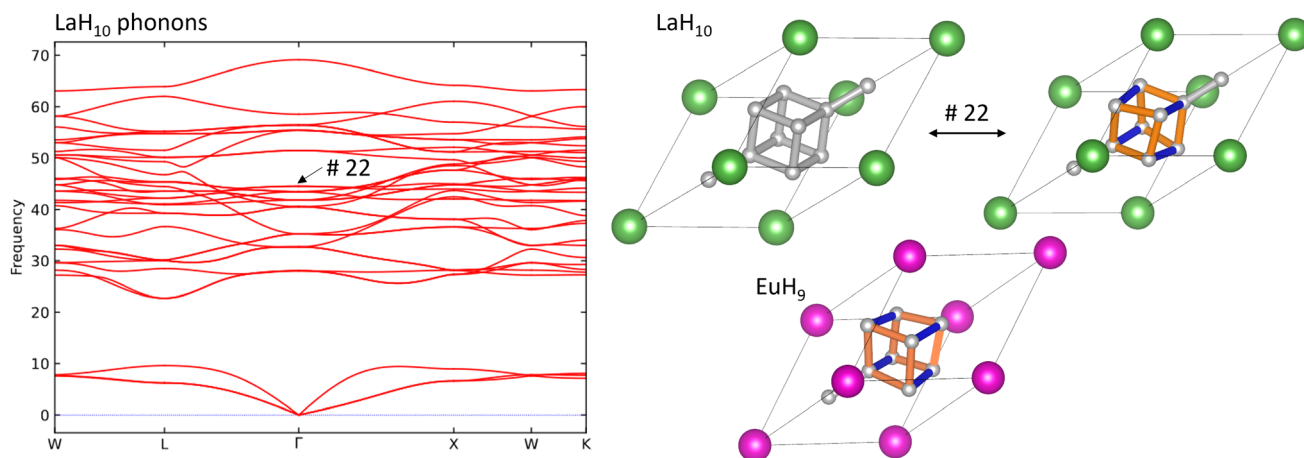 LaH₁₀ phonons
70
60
50
40
30
20
10
0
Frequency
# 22
W
L
Γ
X
W
K
LaH₁₀
# 22
EuH₉